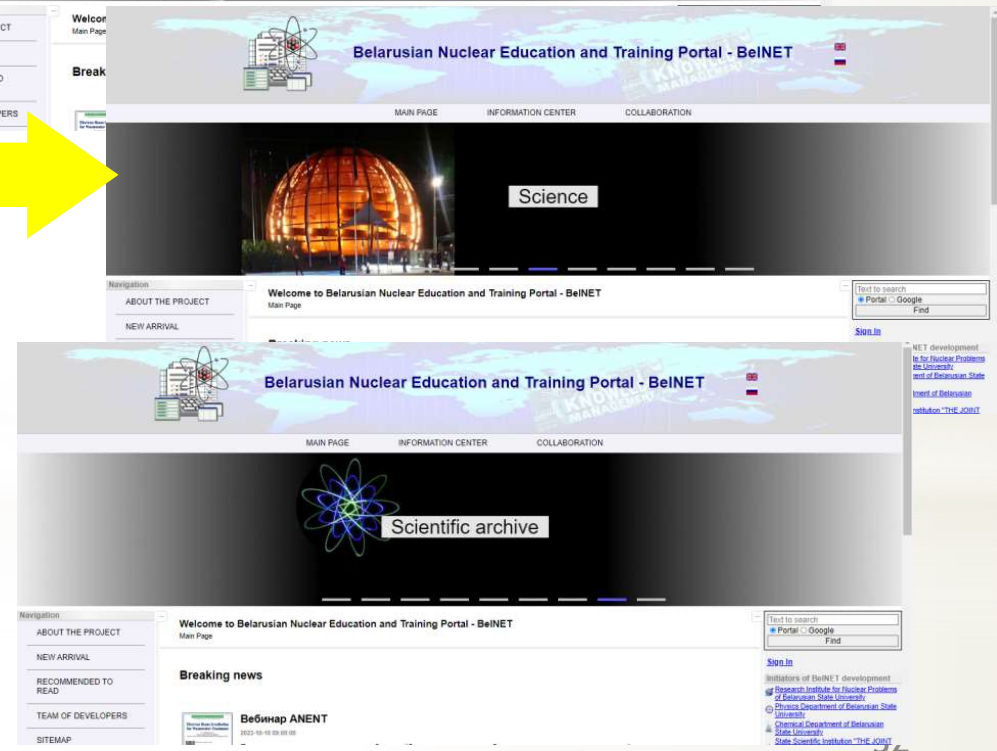 Welcon
Main Page
CT
Break
PERS
Belarusian Nuclear Education and Training Portal - BelNET
MAIN PAGE INFORMATION CENTER COLLABORATION
Science
Navigation
ABOUT THE PROJECT
NEW ARRIVAL
Welcome to Belarusian Nuclear Education and Training Portal - BelNET
Main Page
Text to search
Portal Google
Find
Sign In
NET development
te for Nuclear Problems
ate University
ment of Belarusian State
tment of Belarusian
nstitution "THE JOINT
Belarusian Nuclear Education and Training Portal - BelNET
MAIN PAGE INFORMATION CENTER COLLABORATION
Scientific archive
Navigation
ABOUT THE PROJECT
NEW ARRIVAL
RECOMMENDED TO
READ
TEAM OF DEVELOPERS
SITEMAP
Welcome to Belarusian Nuclear Education and Training Portal - BelNET
Main Page
Breaking news
Вебинар ANENT
Text to search
Portal Google
Find
Sign In
Initiators of BelNET development
Research Institute for Nuclear Problems
of Belarusian State University
Physics Department of Belarusian State
University
Chemical Department of Belarusian
State University
State Scientific Institution "THE JOINT